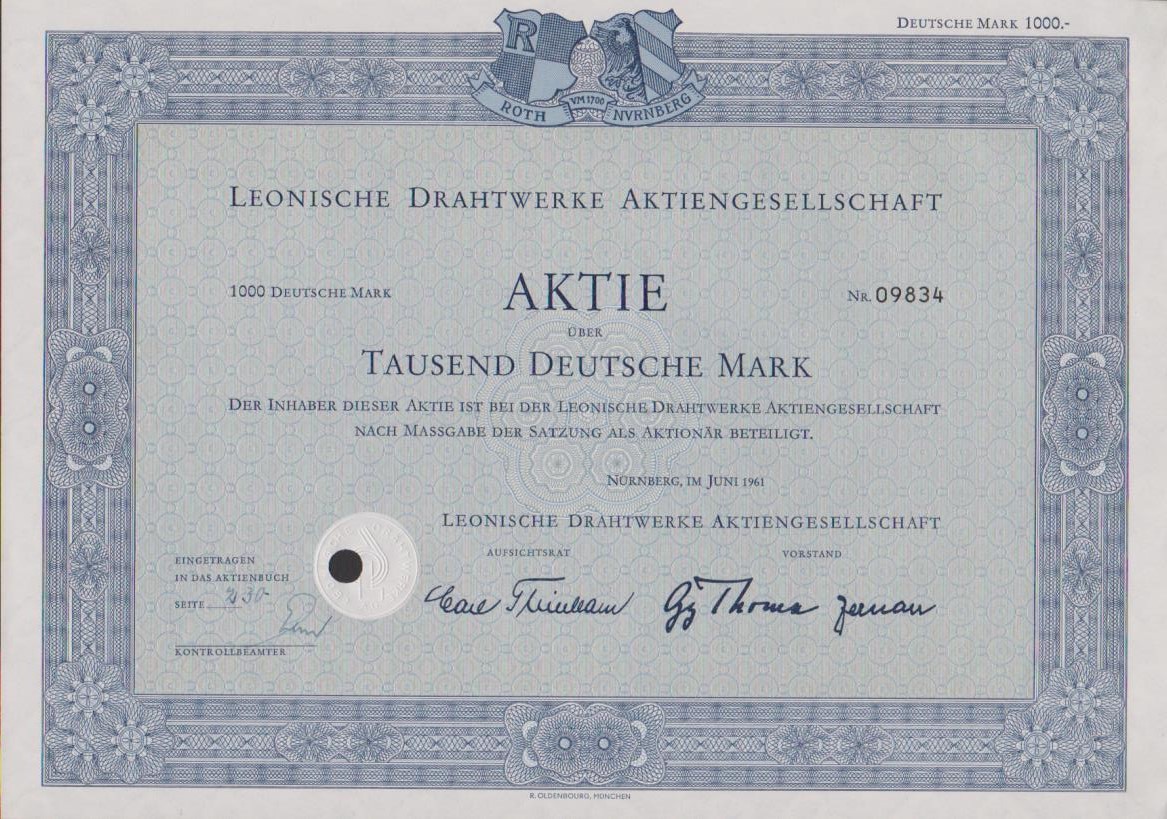 DEUTSCHE MARK 1000.-
R
ROTH
VM 1700
NVRNBERG
LEONISCHE DRAHTWERKE AKTIENGESELLSCHAFT
1000 DEUTSCHE MARK
AKTIE
NR. 09834
ÜBER
TAUSEND DEUTSCHE MARK
DER INHABER DIESER AKTIE IST BEI DER LEONISCHE DRAHTWERKE AKTIENGESELLSCHAFT
NACH MASSGABE DER SATZUNG ALS AKTIONÄR BETEILIGT.
NÜRNBERG, IM JUNI 1961
LEONISCHE DRAHTWERKE AKTIENGESELLSCHAFT
AUFSICHTSRAT
VORSTAND
EINGETRAGEN
IN DAS AKTIENBUCH
SEITE
KONTROLLBEAMTER
R. OLDENBOURG, MÜNCHEN